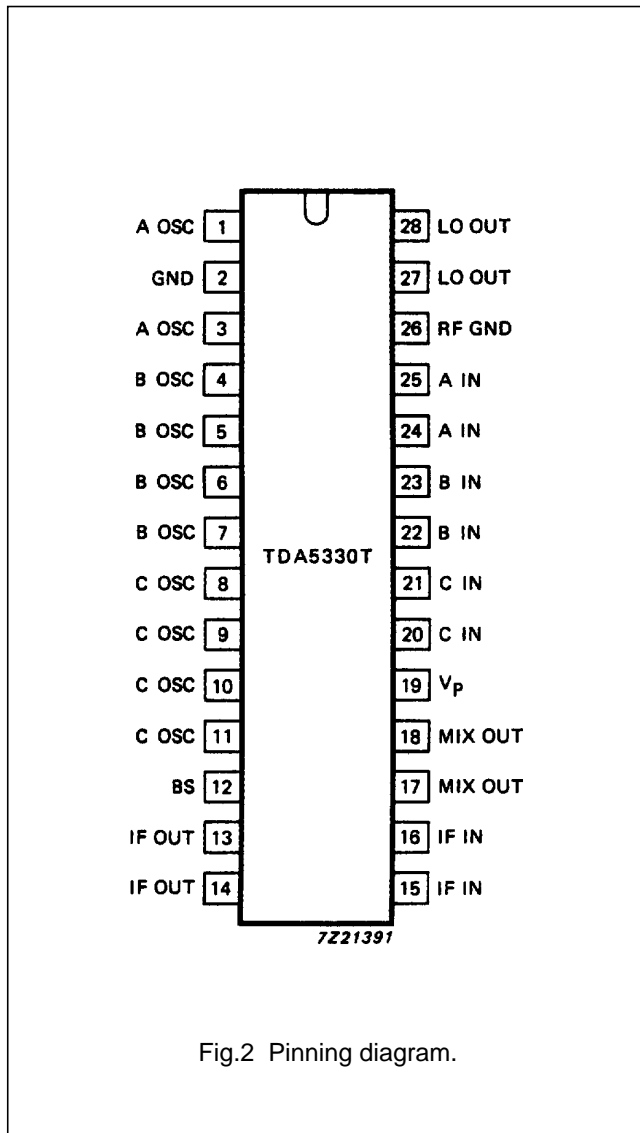 A OSC 1 28 LO OUT
GND 2 27 LO OUT
A OSC 3 26 RF GND
B OSC 4 25 A IN
B OSC 5 24 A IN
B OSC 6 23 B IN
B OSC 7 22 B IN
TDA5330T
C OSC 8 21 C IN
C OSC 9 20 C IN
C OSC 10 19 Vp
C OSC 11 18 MIX OUT
BS 12 17 MIX OUT
IF OUT 13 16 IF IN
IF OUT 14 15 IF IN
7Z21391
Fig.2 Pinning diagram.